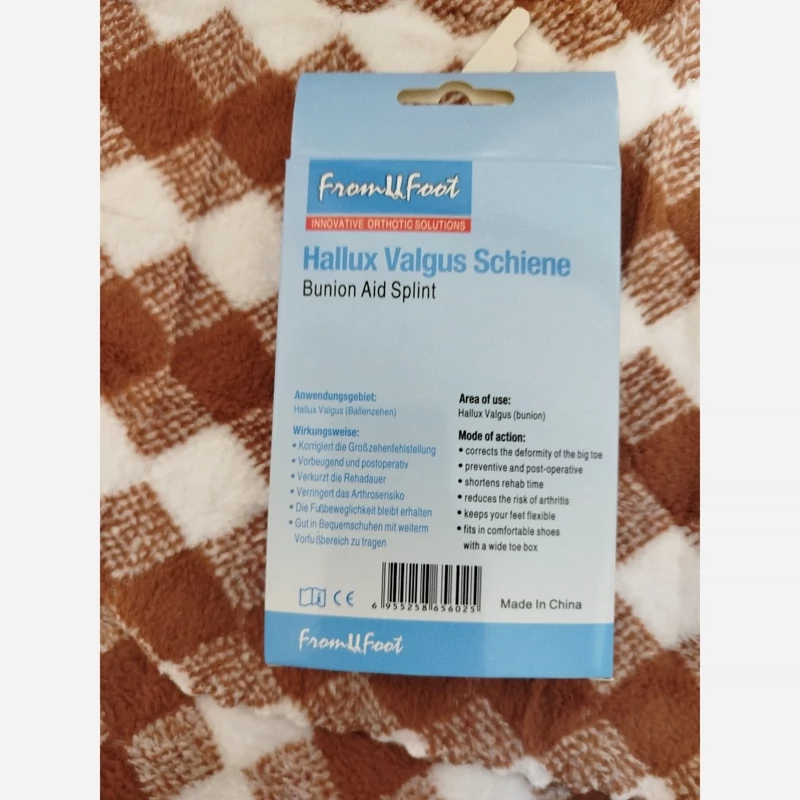 FromUFoot
INNOVATIVE ORTHOTIC SOLUTIONS
Hallux Valgus Schiene
Bunion Aid Splint
Anwendungsgebiet:
Hallux Valgus (Ballenzehen)
Wirkungsweise:
• Korrigiert die Großzehenfehlstellung
• Vorbeugend und postoperativ
• Verkürzt die Rehadauer
• Verringert das Arthroserisiko
• Die Fußbeweglichkeit bleibt erhalten
• Gut in Bequemschuhen mit weiterm
Vorfußbereich zu tragen
Area of use:
Hallux Valgus (bunion)
Mode of action:
• corrects the deformity of the big toe
• preventive and post-operative
• shortens rehab time
• reduces the risk of arthritis
• keeps your feet flexible
• fits in comfortable shoes
with a wide toe box
CE
6 955258 656025
Made In China
FromUFoot